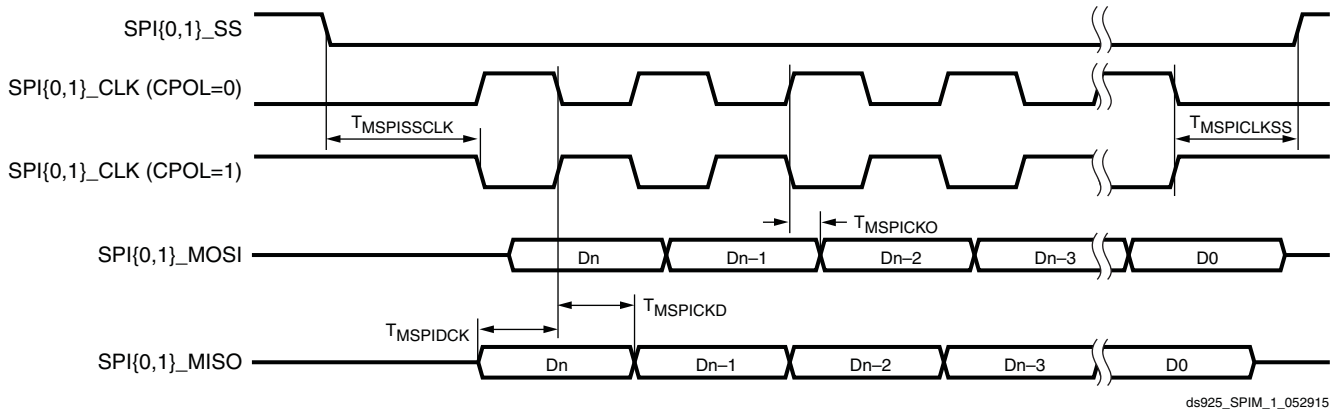 SPI{0,1}_SS
SPI{0,1}_CLK (CPOL=0)
TMSPISSCLK
TMSPICLKSS
SPI{0,1}_CLK (CPOL=1)
TMSPICKO
SPI{0,1}_MOSI
Dn
Dn–1
Dn–2
Dn–3
D0
TMSPICKD
TMSPIDCK
SPI{0,1}_MISO
Dn
Dn–1
Dn–2
Dn–3
D0
ds925_SPIM_1_052915